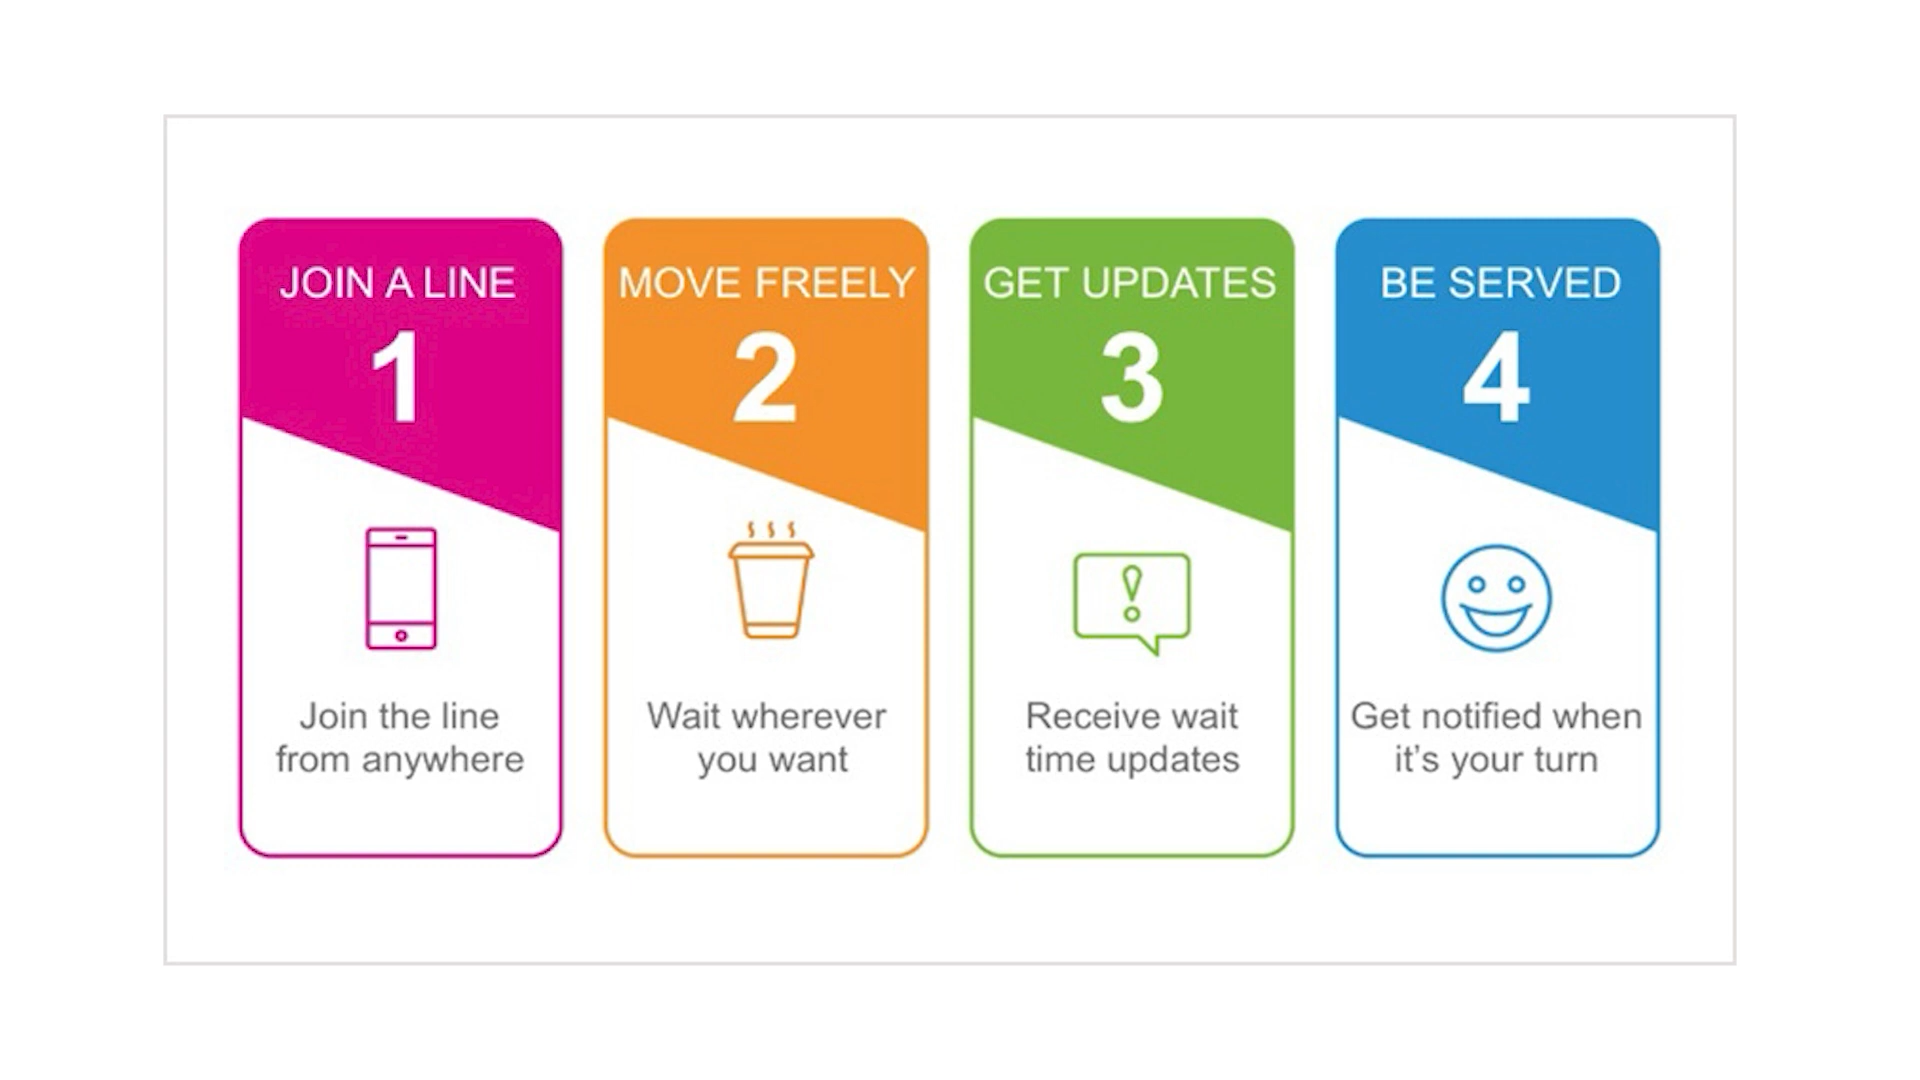 JOIN A LINE
1
Join the line
from anywhere
MOVE FREELY
2
Wait wherever
you want
GET UPDATES
3
Receive wait
time updates
BE SERVED
4
Get notified when
it's your turn